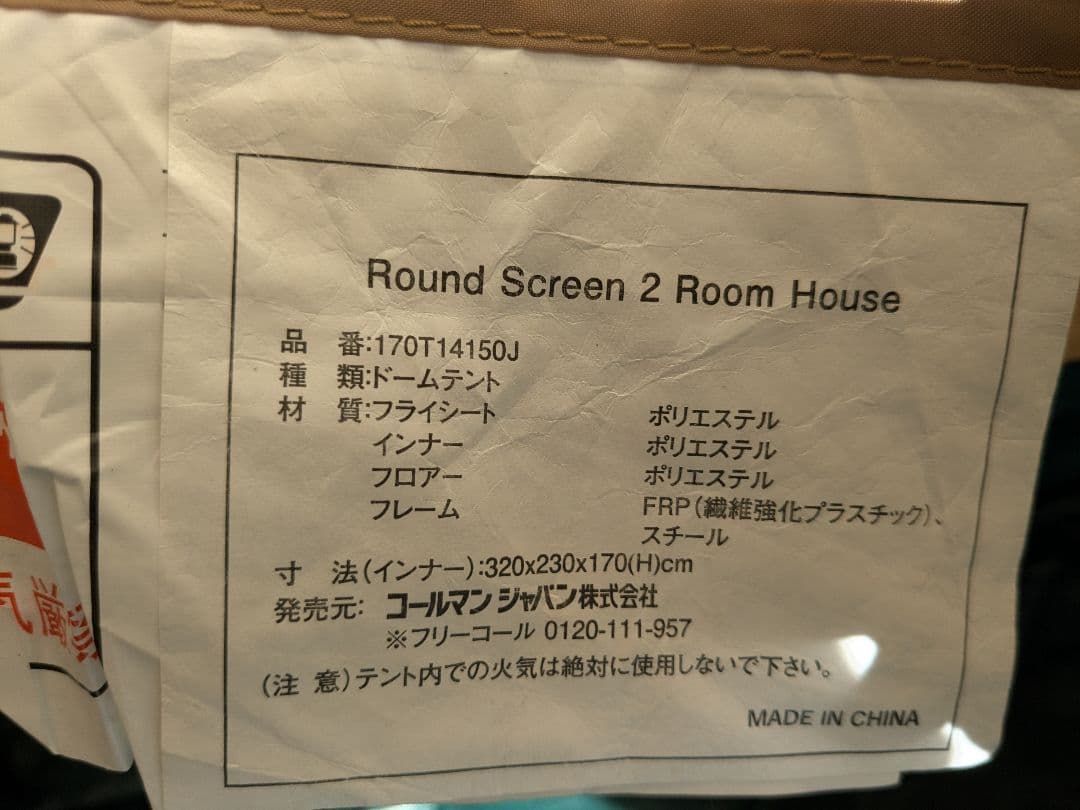 Round Screen 2 Room House
品 番:170T14150J
種 類:ドームテント
材 質:フライシート ポリエステル
インナー ポリエステル
フロアー ポリエステル
フレーム FRP(繊維強化プラスチック)、
スチール
寸 法(インナー):320x230x170(H)cm
発売元: コールマン ジャパン株式会社
※フリーコール 0120-111-957
(注 意)テント内での火気は絶対に使用しないで下さい。
MADE IN CHINA